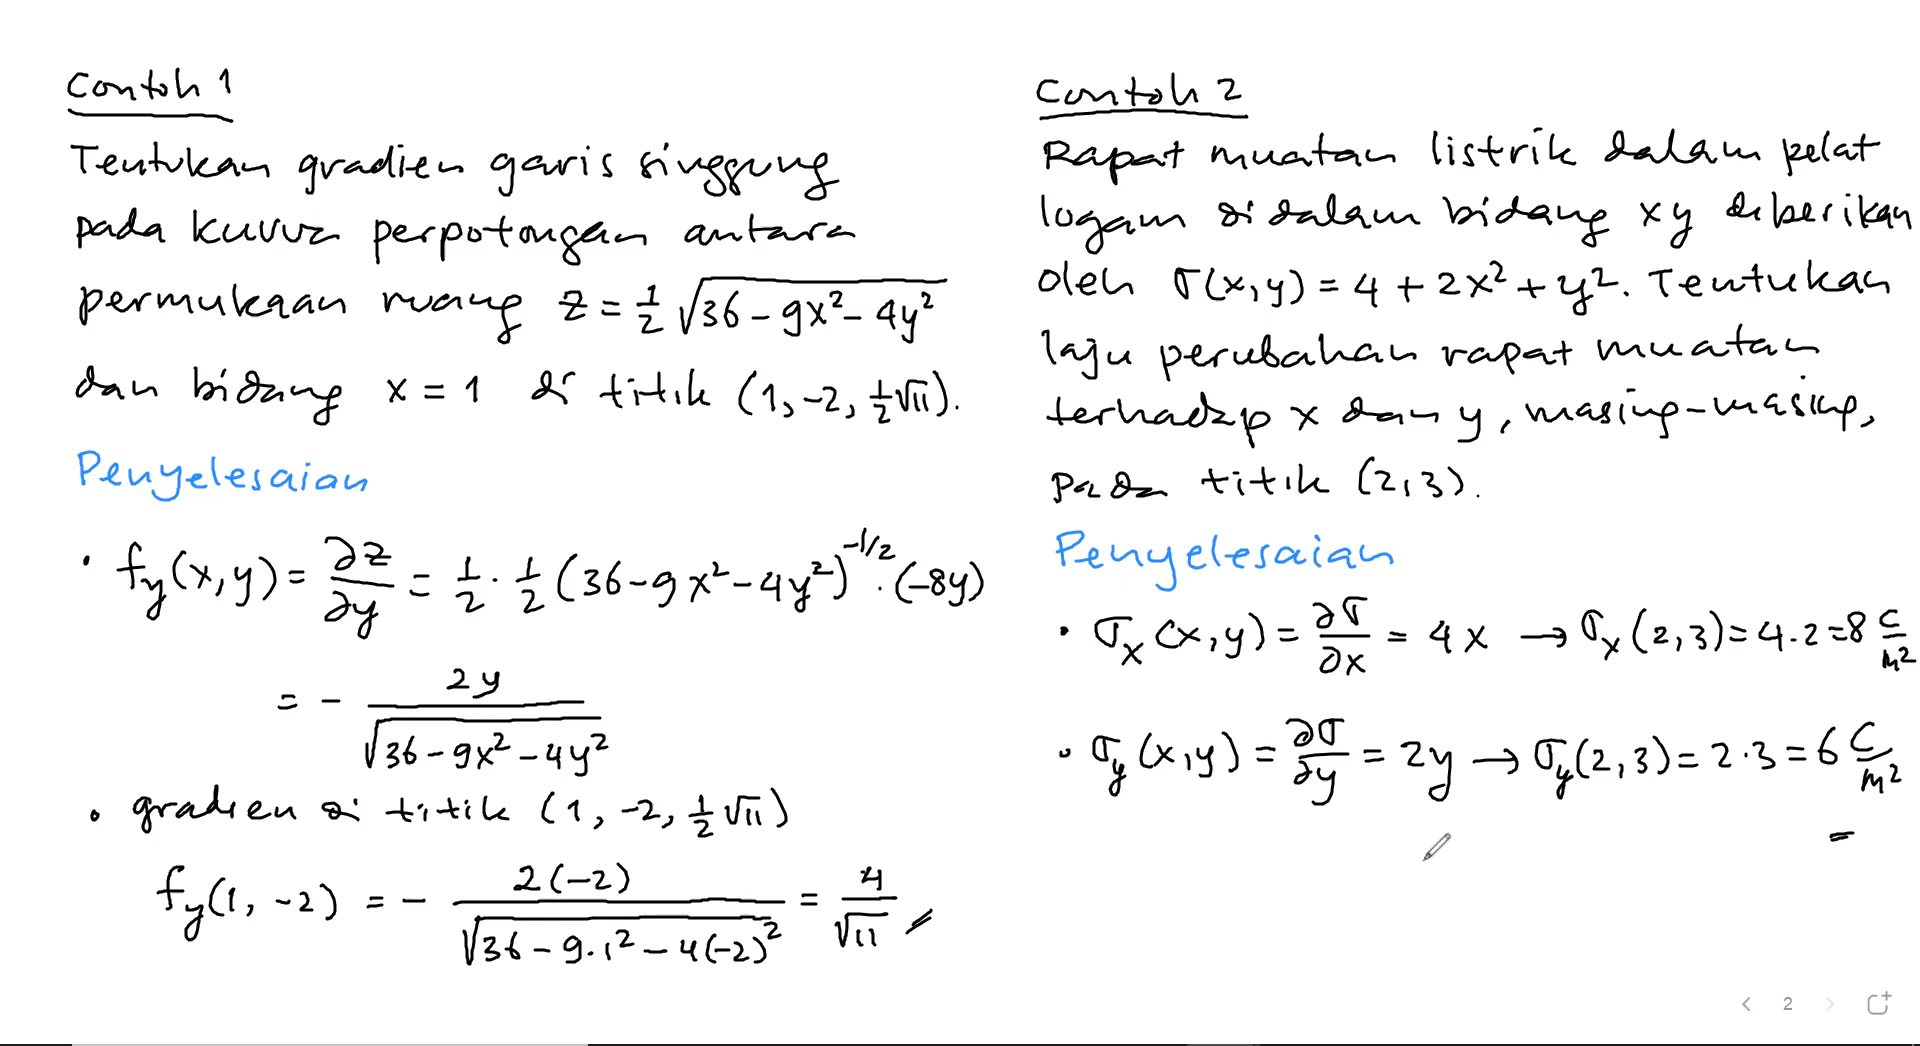 Contoh 1
Tentukan gradien garis singgung
pada kurva perpotongan antara
permukaan ruang z = 1/2 √(36 - 9x² - 4y²)
dan bidang x = 1 di titik (1, -2, 1/2 √11).
Penyelesaian
• f_y(x,y) = ∂z/∂y = 1/2 · 1/2 (36 - 9x² - 4y²)^(-1/2) · (-8y)
= - 2y/√(36 - 9x² - 4y²)
• gradien di titik (1, -2, 1/2 √11)
f_y(1, -2) = - 2(-2)/√(36 - 9.1² - 4(-2)²) = 4/√11
Contoh 2
Rapat muatan listrik dalam pelat
logam didalam bidang xy diberikan
oleh σ(x,y) = 4 + 2x² + y². Tentukan
laju perubahan rapat muatan
terhadap x dan y, masing-masing,
pada titik (2,3).
Penyelesaian
• σ_x(x,y) = ∂σ/∂x = 4x → σ_x(2,3) = 4.2 = 8 C/m²
• σ_y(x,y) = ∂σ/∂y = 2y → σ_y(2,3) = 2.3 = 6 C/m²
2